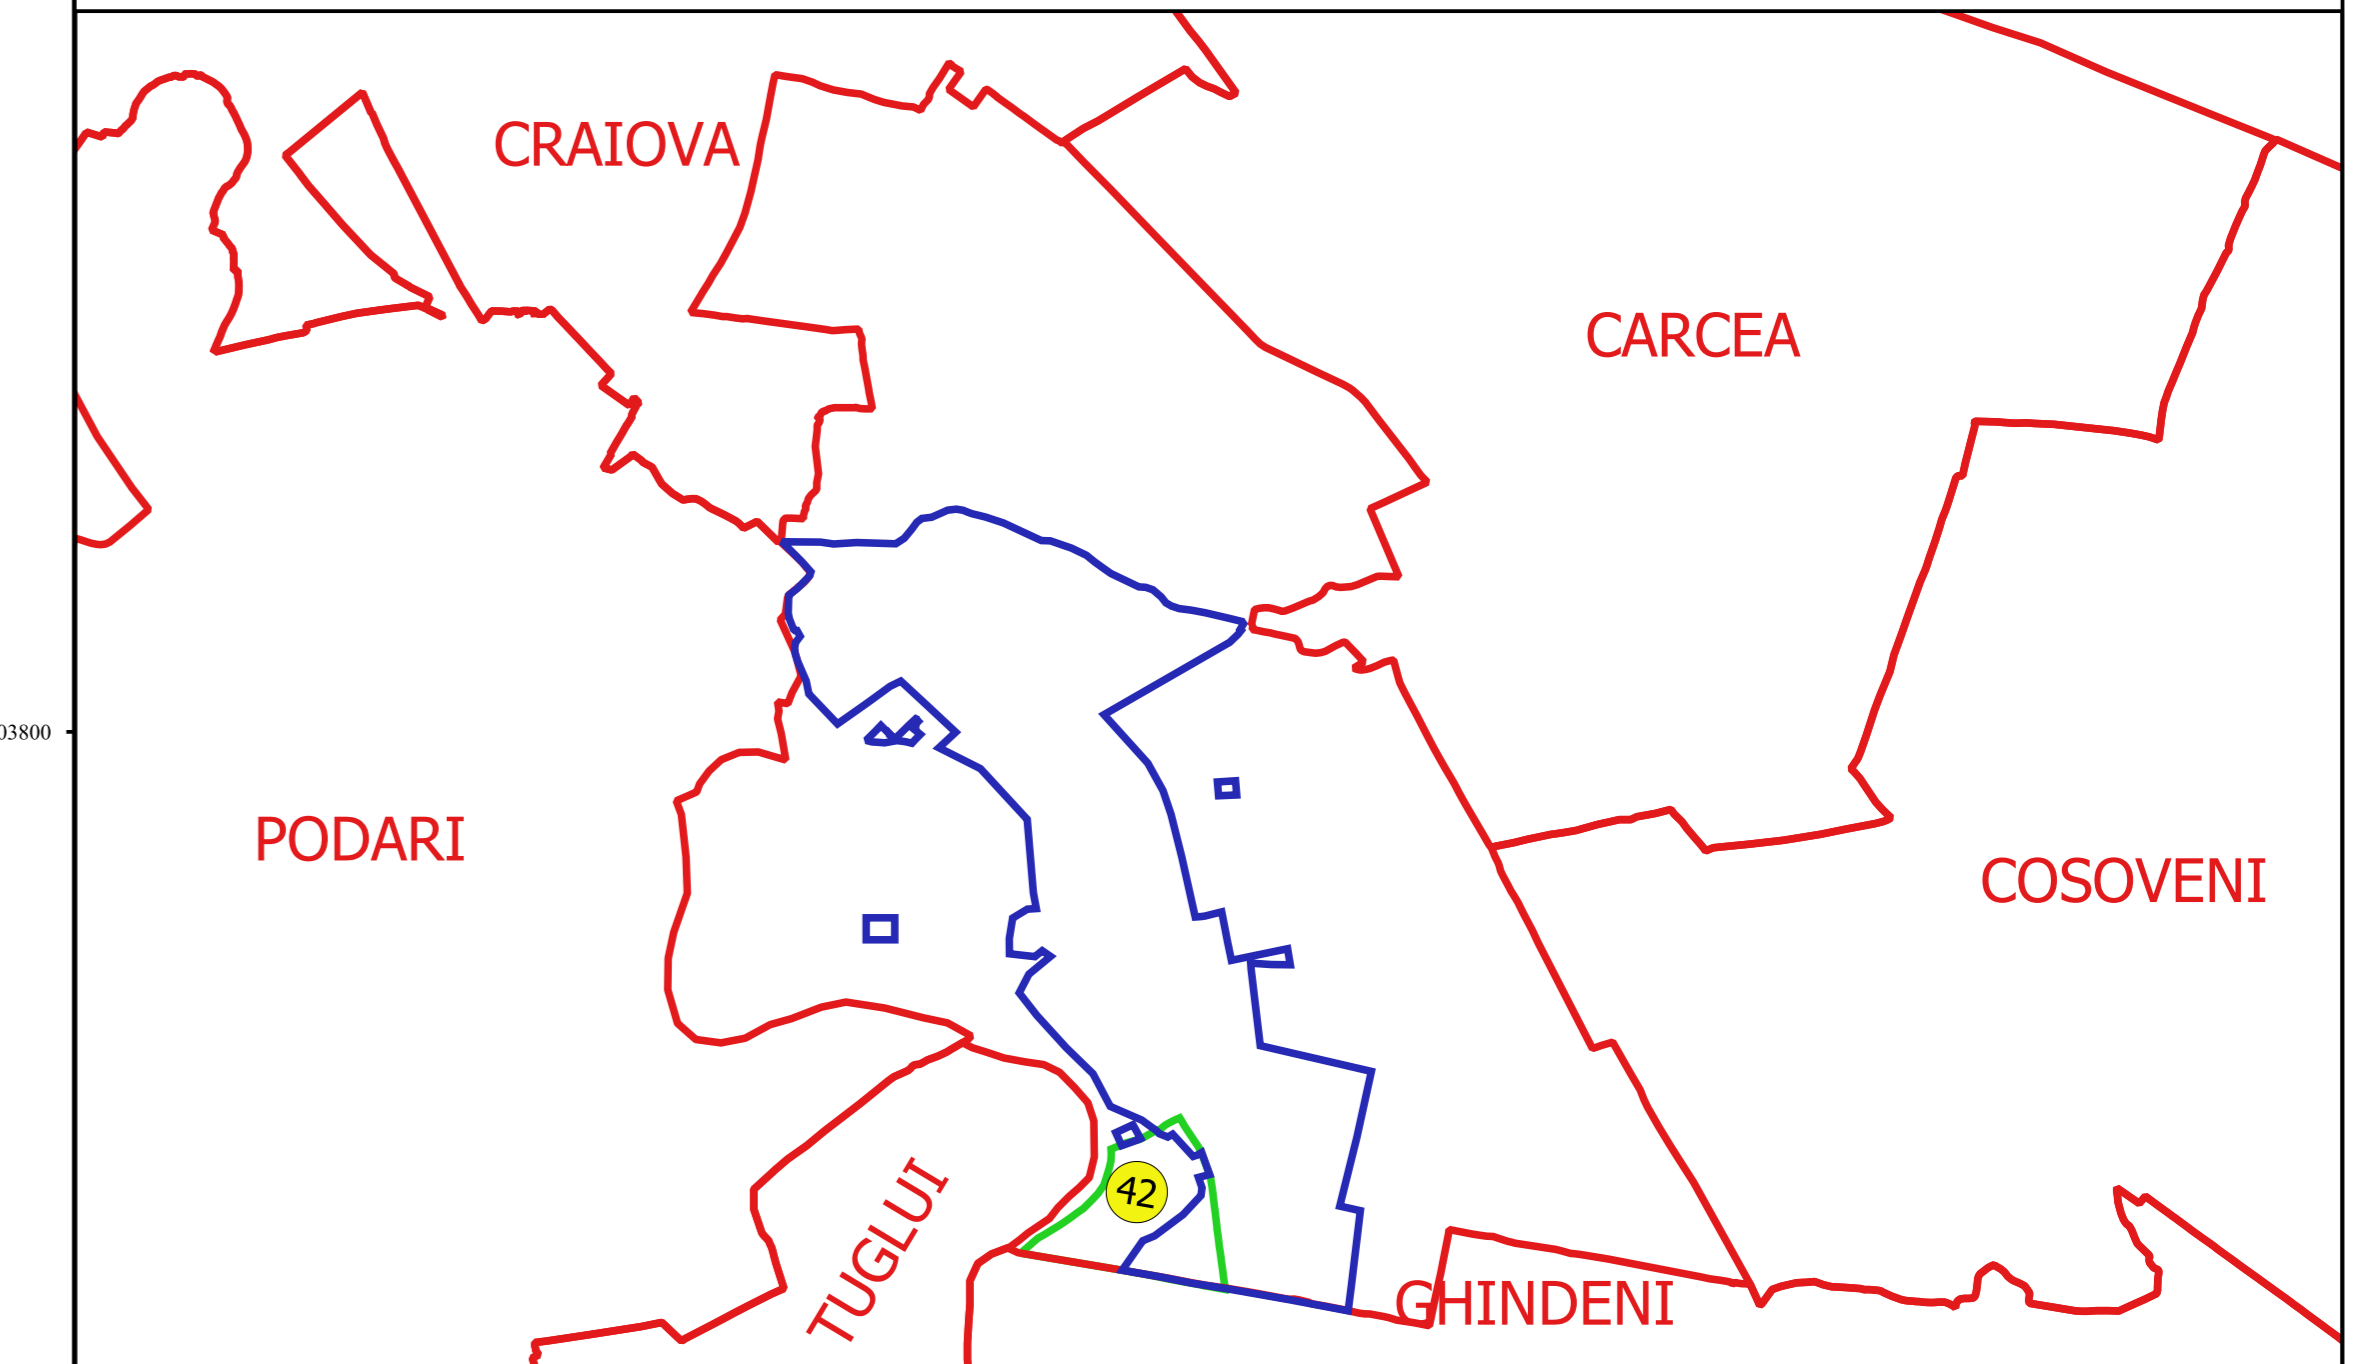 CRAIOVA
CARCEA
03800
PODARI
COSOVENI
42
TUGLUI
GHINDENI